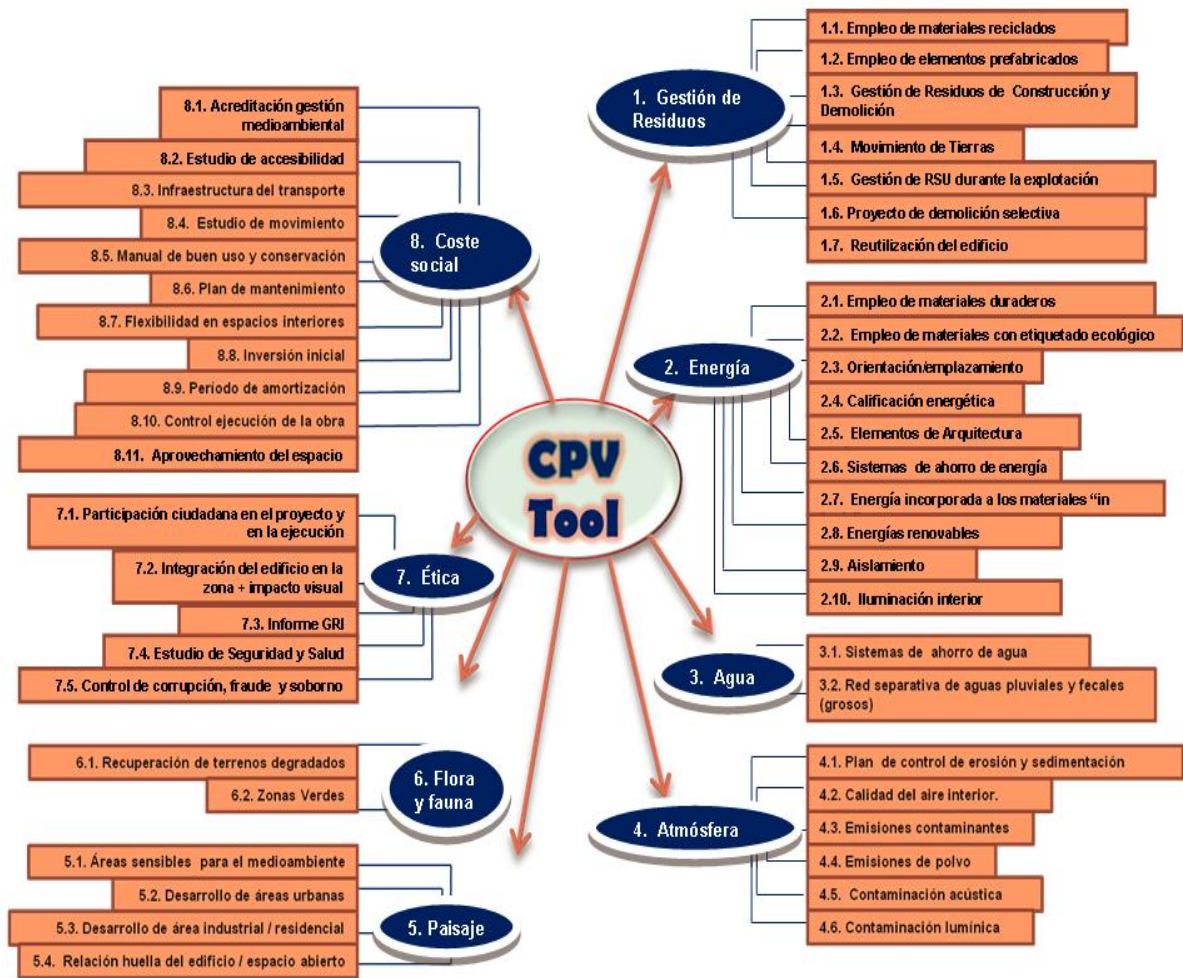 CPV
Tool
1. Gestión de
Residuos
1.1. Empleo de materiales reciclados
1.2. Empleo de elementos prefabricados
1.3. Gestión de Residuos de Construcción y
Demolición
1.4. Movimiento de Tierras
1.5. Gestión de RSU durante la explotación
1.6. Proyecto de demolición selectiva
1.7. Reutilización del edificio
2. Energía
2.1. Empleo de materiales duraderos
2.2. Empleo de materiales con etiquetado ecológico
2.3. Orientación/emplazamiento
2.4. Calificación energética
2.5. Elementos de Arquitectura
2.6. Sistemas de ahorro de energía
2.7. Energía incorporada a los materiales “in
2.8. Energías renovables
2.9. Aislamiento
2.10. Iluminación interior
3. Agua
3.1. Sistemas de ahorro de agua
3.2. Red separativa de aguas pluviales y fecales
(grosos)
4. Atmósfera
4.1. Plan de control de erosión y sedimentación
4.2. Calidad del aire interior.
4.3. Emisiones contaminantes
4.4. Emisiones de polvo
4.5. Contaminación acústica
4.6. Contaminación lumínica
5. Paisaje
5.1. Áreas sensibles para el medioambiente
5.2. Desarrollo de áreas urbanas
5.3. Desarrollo de área industrial / residencial
5.4. Relación huella del edificio / espacio abierto
6. Flora
y fauna
6.1. Recuperación de terrenos degradados
6.2. Zonas Verdes
7. Ética
7.1. Participación ciudadana en el proyecto y
en la ejecución
7.2. Integración del edificio en la
zona + impacto visual
7.3. Informe GRI
7.4. Estudio de Seguridad y Salud
7.5. Control de corrupción, fraude y soborno
8. Coste
social
8.1. Acreditación gestión
medioambiental
8.2. Estudio de accesibilidad
8.3. Infraestructura del transporte
8.4. Estudio de movimiento
8.5. Manual de buen uso y conservación
8.6. Plan de mantenimiento
8.7. Flexibilidad en espacios interiores
8.8. Inversión inicial
8.9. Período de amortización
8.10. Control ejecución de la obra
8.11. Aprovechamiento del espacio